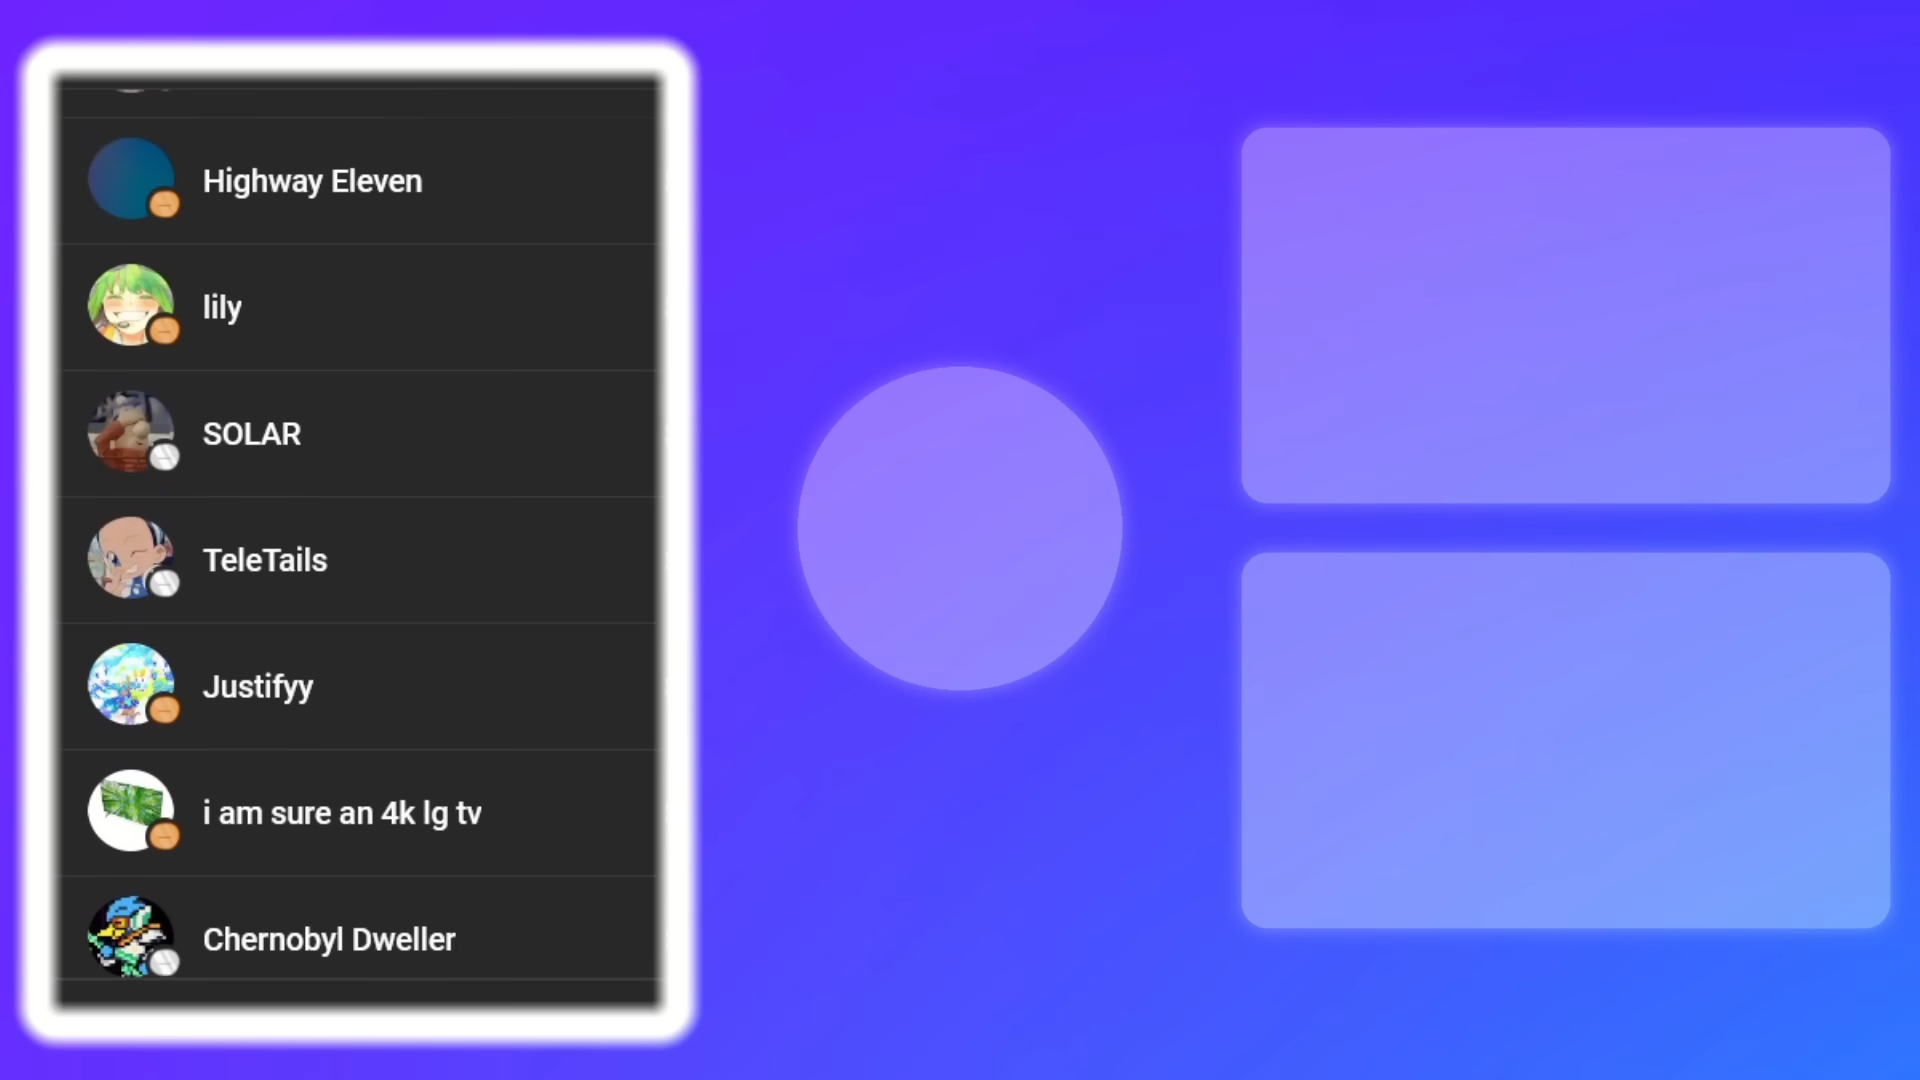 Highway Eleven
lily
SOLAR
TeleTails
Justifyy
i am sure an 4k lg tv
Chernobyl Dweller